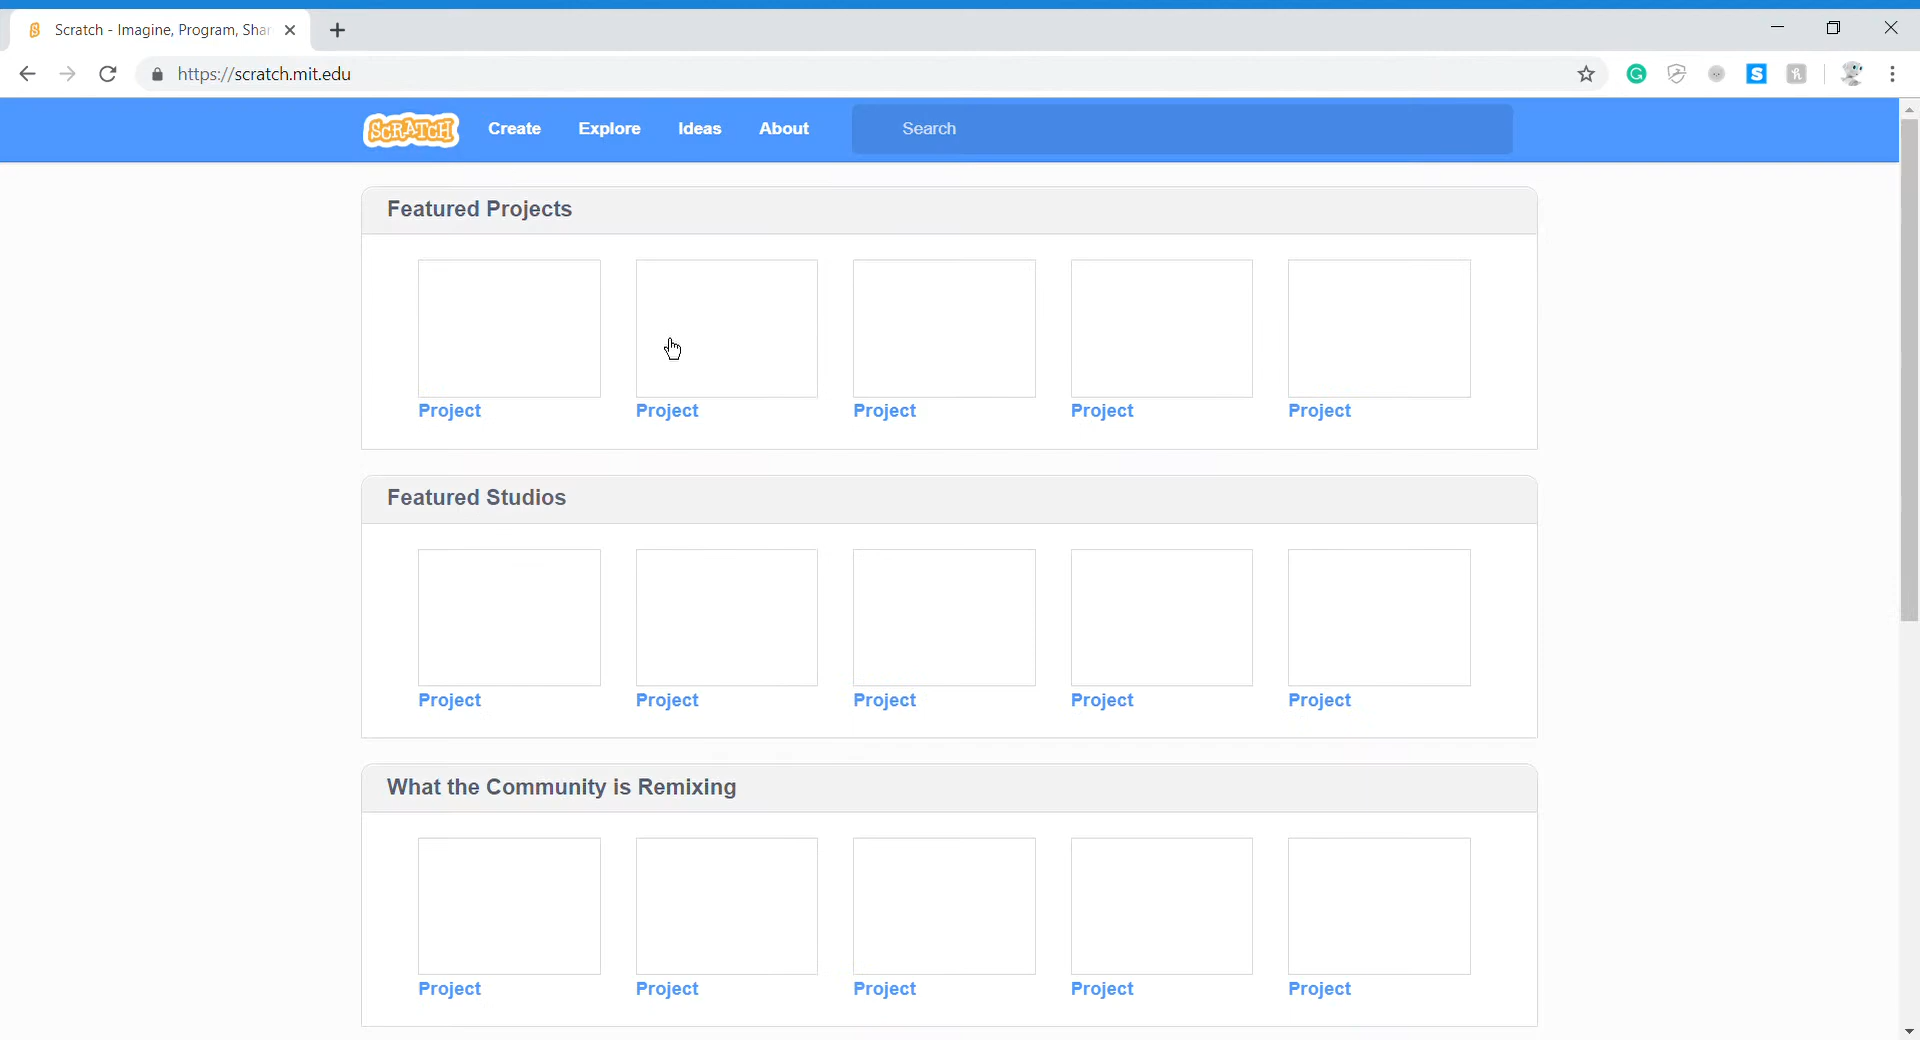 Scratch - Imagine, Program, Shar
https://scratch.mit.edu
SCRATCH Create Explore Ideas About Search
Featured Projects
Project Project Project Project Project
Featured Studios
Project Project Project Project Project
What the Community is Remixing
Project Project Project Project Project